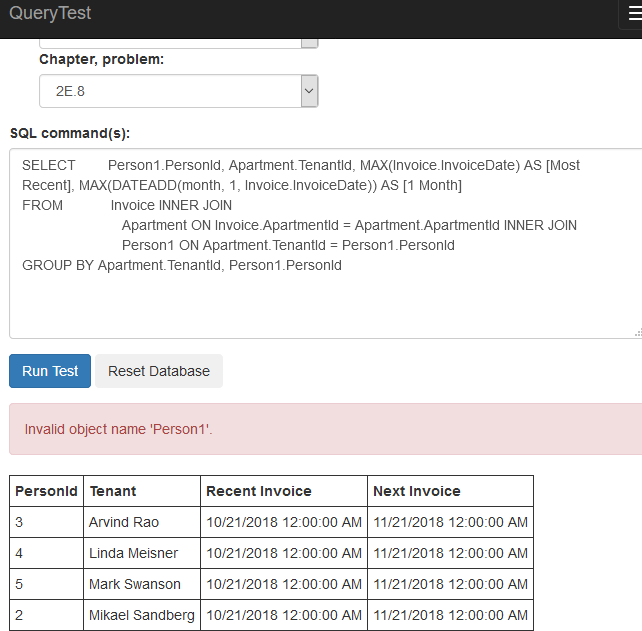 QueryTest
Chapter, problem:
2E.8
SQL command(s):
SELECT Person1.PersonId, Apartment.TenantId, MAX(Invoice.InvoiceDate) AS [Most
Recent], MAX(DATEADD(month, 1, Invoice.InvoiceDate)) AS [1 Month]
FROM Invoice INNER JOIN
Apartment ON Invoice.ApartmentId = Apartment.ApartmentId INNER JOIN
Person1 ON Apartment.TenantId = Person1.PersonId
GROUP BY Apartment.TenantId, Person1.PersonId
Run Test Reset Database
Invalid object name 'Person1'.
PersonId Tenant Recent Invoice Next Invoice
3 Arvind Rao 10/21/2018 12:00:00 AM 11/21/2018 12:00:00 AM
4 Linda Meisner 10/21/2018 12:00:00 AM 11/21/2018 12:00:00 AM
5 Mark Swanson 10/21/2018 12:00:00 AM 11/21/2018 12:00:00 AM
2 Mikael Sandberg 10/21/2018 12:00:00 AM 11/21/2018 12:00:00 AM